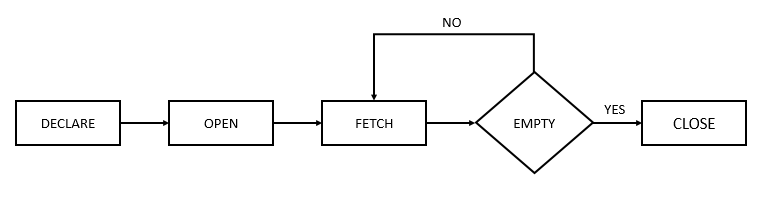 NO
DECLARE
OPEN
FETCH
EMPTY
YES
CLOSE